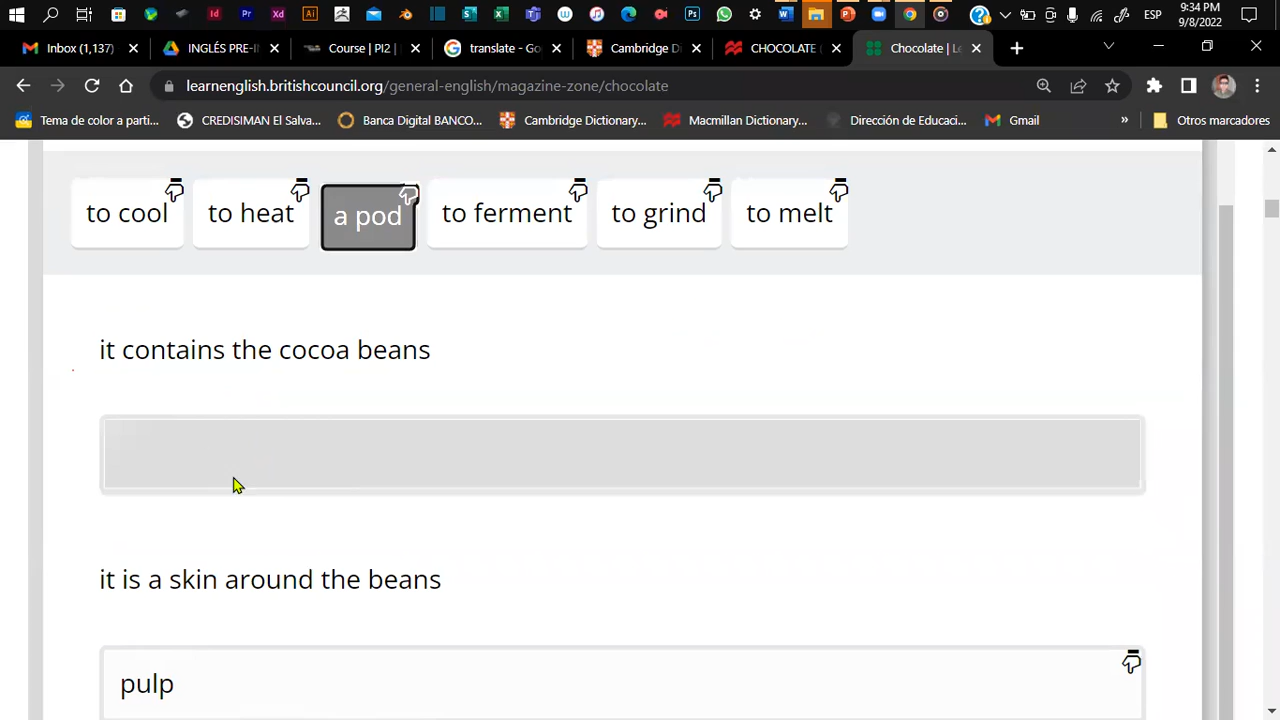 9:34 PM
ESP
9/8/2022
Inbox (1,137)
INGLÉS PRE-I
Course | PI2 |
translate - Go
Cambridge D
CHOCOLATE
Chocolate | Le
learnenglish.britishcouncil.org/general-english/magazine-zone/chocolate
Tema de color a parti...
CREDISIMAN El Salva...
Banca Digital BANCO...
Cambridge Dictionary...
Macmillan Dictionary...
Dirección de Educaci...
Gmail
»
Otros marcadores
to cool
to heat
a pod
to ferment
to grind
to melt
it contains the cocoa beans
it is a skin around the beans
pulp